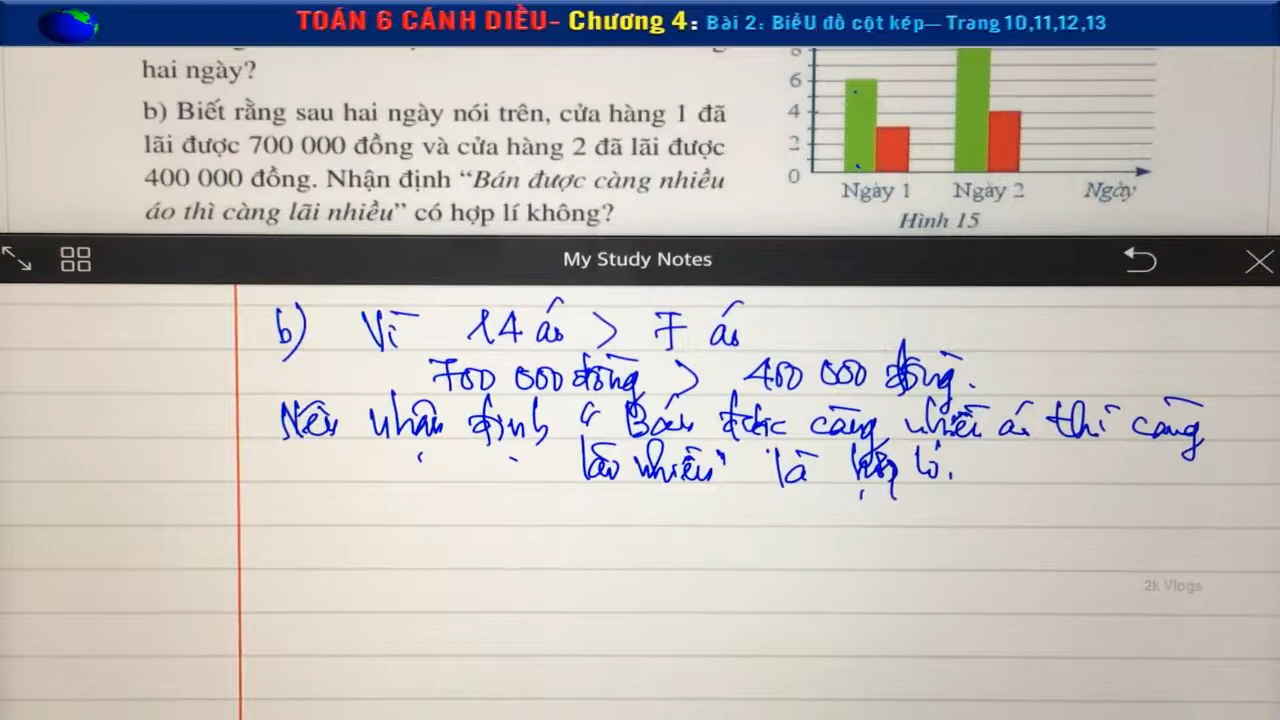 TOÁN 6 CÁNH DIỀU- Chương 4: Bài 2: BiểU đồ cột kép— Trang 10,11,12,13
hai ngày?
b) Biết rằng sau hai ngày nói trên, cửa hàng 1 đã
lãi được 700 000 đồng và cửa hàng 2 đã lãi được
400 000 đồng. Nhận định “Bán được càng nhiều
áo thì càng lãi nhiều” có hợp lí không?
8
6
4
2
0
Ngày 1 Ngày 2 Ngày
Hình 15
My Study Notes
b) Vì 14 áo > 7 áo
700 000 đồng > 400 000 đồng.
Nên nhận định “ Bán được càng nhiều áo thì càng
lãi nhiều” là hợp lí.
2k Vlogs